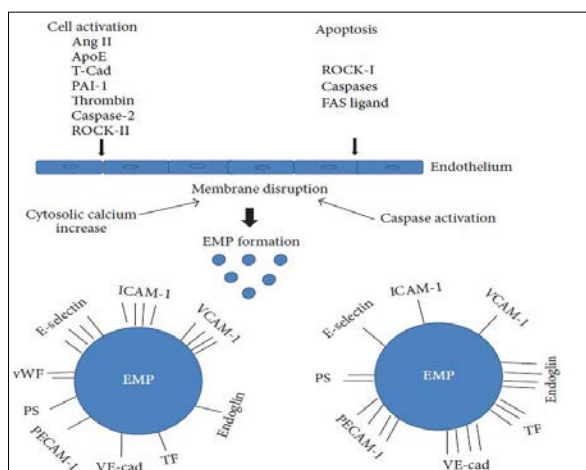 Cell activation
Ang II
ApoE
T-Cad
PAI-1
Thrombin
Caspase-2
ROCK-II
Apoptosis
ROCK-I
Caspases
FAS ligand
Endothelium
Membrane disruption
Cytosolic calcium
increase
Caspase activation
EMP formation
ICAM-1
E-selectin
VCAM-1
vWF
EMP
PS
Endoglin
PECAM-1
TF
VE-cad
ICAM-1
E-selectin
VCAM-1
PS
EMP
Endoglin
PECAM-1
TF
VE-cad